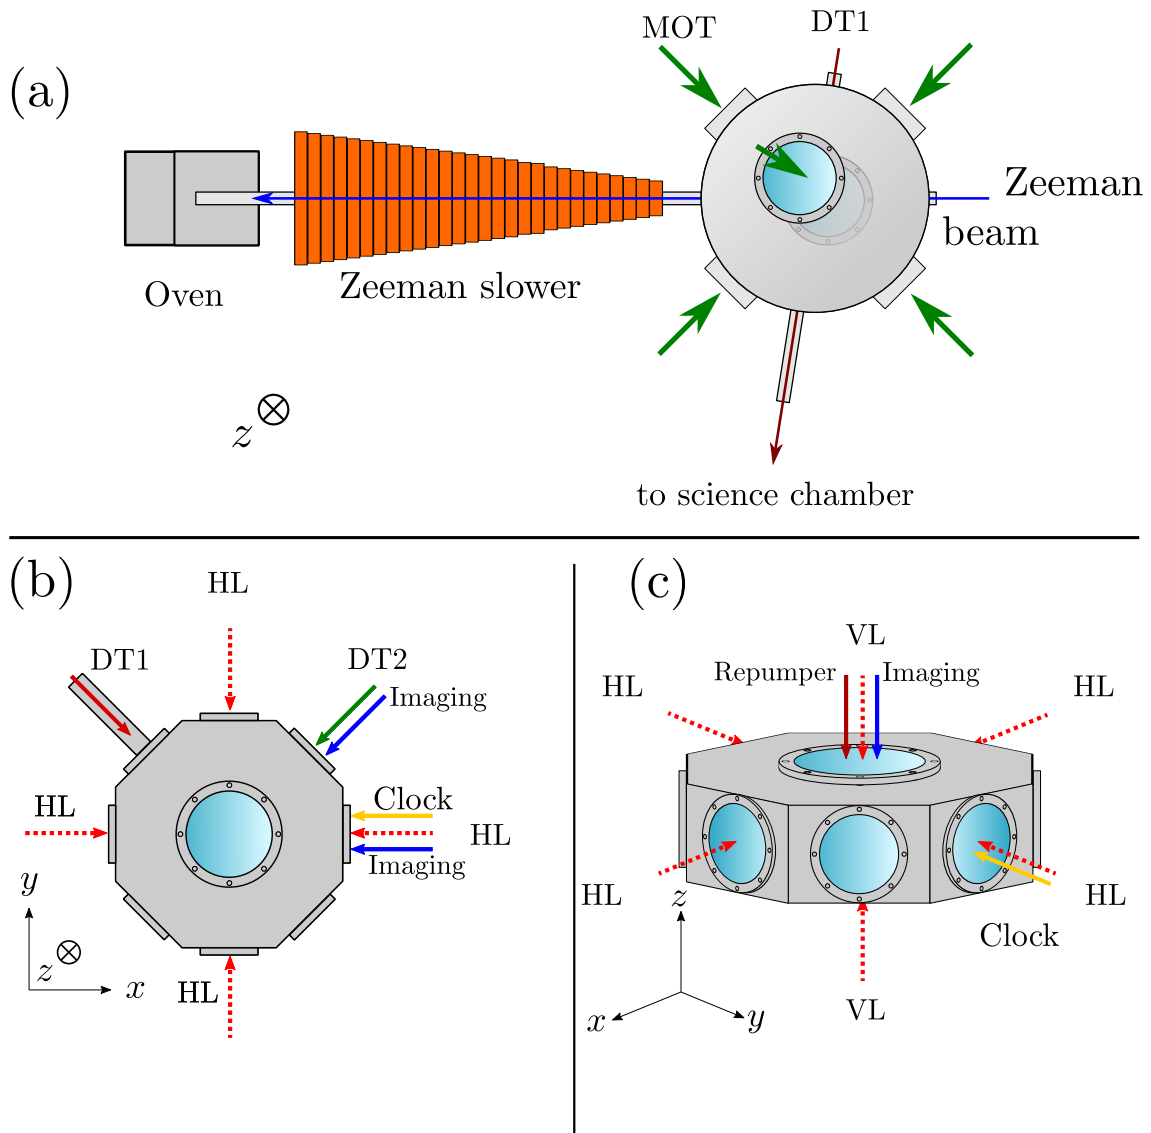 (a)
MOT
DT1
Zeeman
beam
Oven
Zeeman slower
z
to science chamber
(b)
HL
DT1
DT2
Imaging
HL
Clock
HL
Imaging
y
z
x
HL
(c)
VL
Repumper
Imaging
HL
HL
HL
HL
z
Clock
x
y
VL